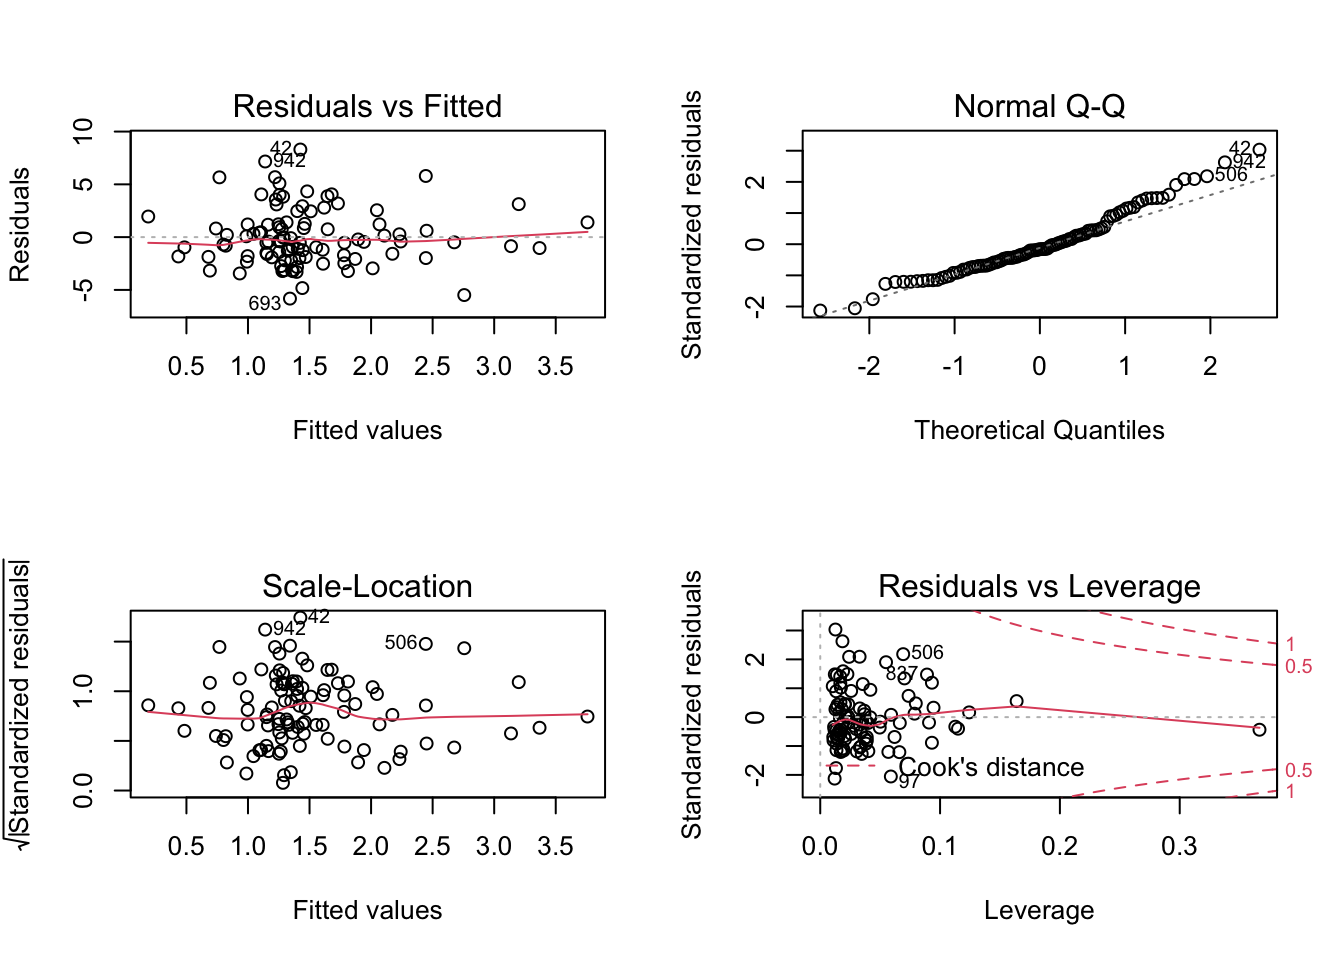 Residuals vs Fitted
Residuals
10
5
0
-5
42
942
693
0.5 1.0 1.5 2.0 2.5 3.0 3.5
Fitted values
Normal Q-Q
Standardized residuals
2
0
-2
42
942
506
-2 -1 0 1 2
Theoretical Quantiles
Scale-Location
√|Standardized residuals|
1.0
0.0
42
942
506
0.5 1.0 1.5 2.0 2.5 3.0 3.5
Fitted values
Residuals vs Leverage
Standardized residuals
2
0
-2
506
837
97
Cook's distance
1
0.5
0.5
1
0.0 0.1 0.2 0.3
Leverage